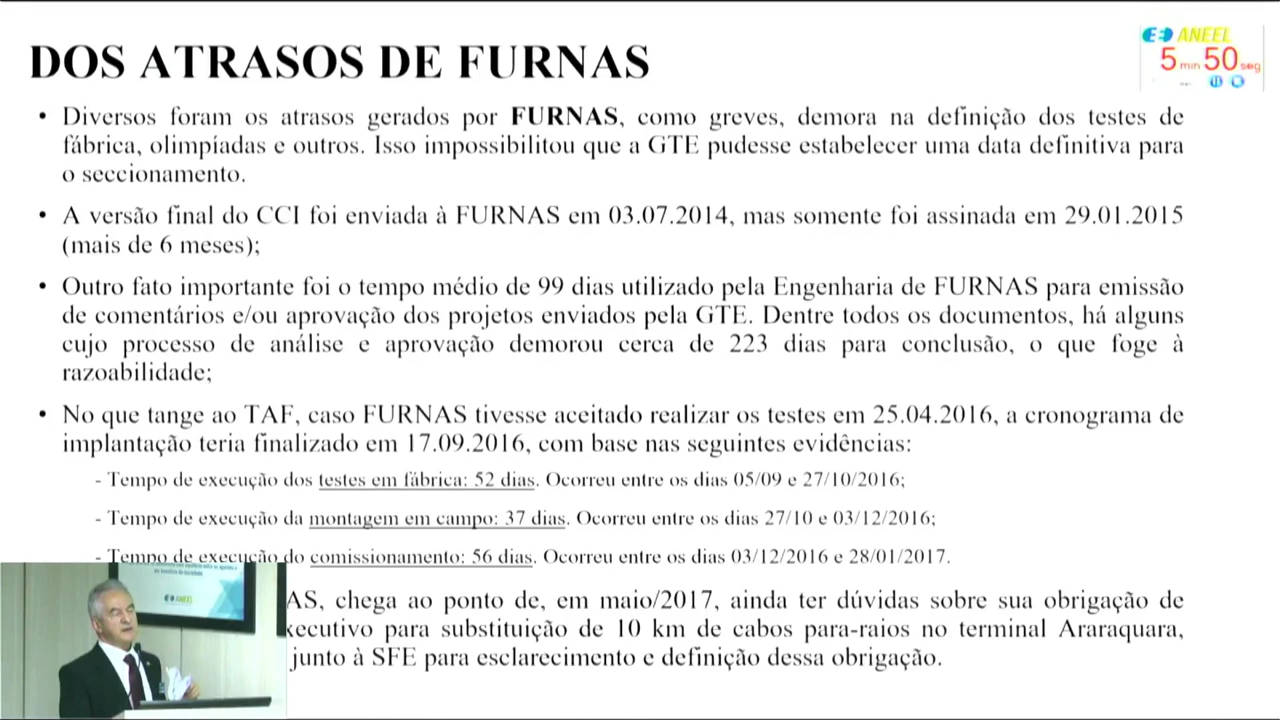 DOS ATRASOS DE FURNAS
ANEEL
5 min 50 seg
• Diversos foram os atrasos gerados por FURNAS, como greves, demora na definição dos testes de
fábrica, olimpíadas e outros. Isso impossibilitou que a GTE pudesse estabelecer uma data definitiva para
o seccionamento.
• A versão final do CCI foi enviada à FURNAS em 03.07.2014, mas somente foi assinada em 29.01.2015
(mais de 6 meses);
• Outro fato importante foi o tempo médio de 99 dias utilizado pela Engenharia de FURNAS para emissão
de comentários e/ou aprovação dos projetos enviados pela GTE. Dentre todos os documentos, há alguns
cujo processo de análise e aprovação demorou cerca de 223 dias para conclusão, o que foge à
razoabilidade;
• No que tange ao TAF, caso FURNAS tivesse aceitado realizar os testes em 25.04.2016, a cronograma de
implantação teria finalizado em 17.09.2016, com base nas seguintes evidências:
- Tempo de execução dos testes em fábrica: 52 dias. Ocorreu entre os dias 05/09 e 27/10/2016;
- Tempo de execução da montagem em campo: 37 dias. Ocorreu entre os dias 27/10 e 03/12/2016;
- Tempo de execução do comissionamento: 56 dias. Ocorreu entre os dias 03/12/2016 e 28/01/2017.
AS, chega ao ponto de, em maio/2017, ainda ter dúvidas sobre sua obrigação de
xecutivo para substituição de 10 km de cabos para-raios no terminal Araraquara,
junto à SFE para esclarecimento e definição dessa obrigação.
ANEEL